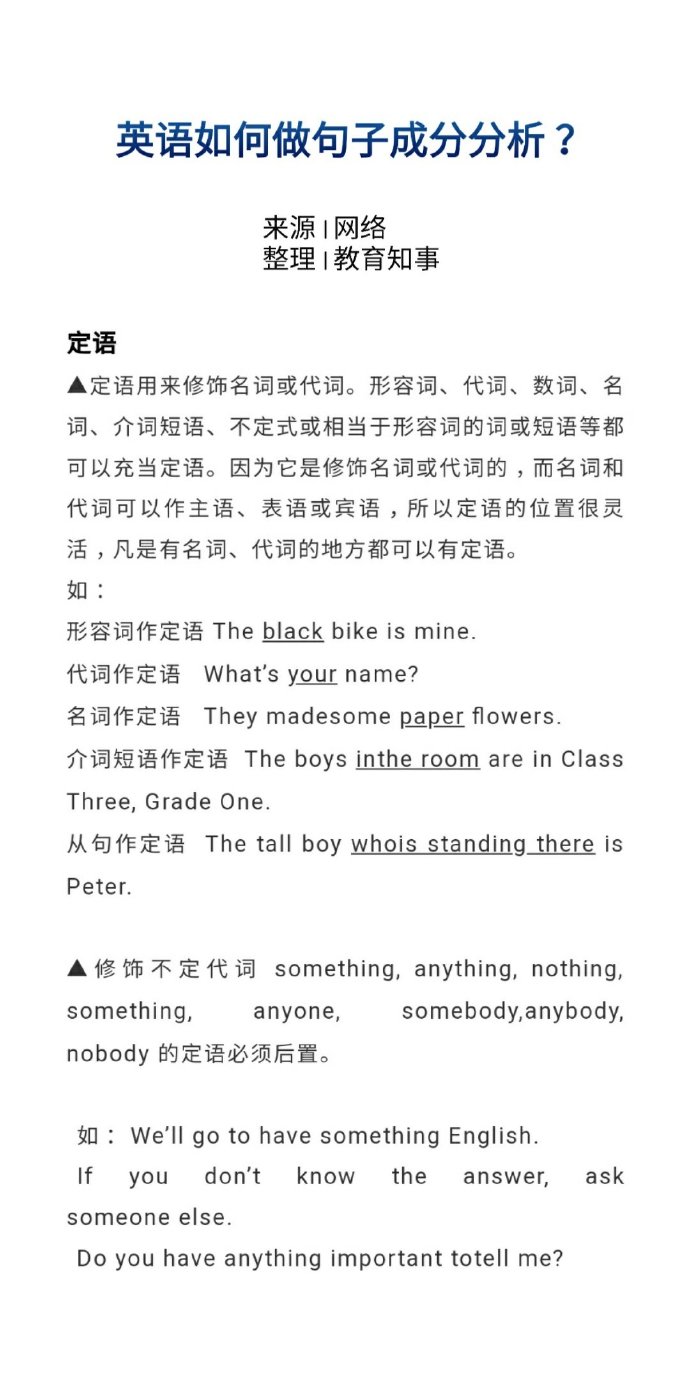 英语如何做句子成分分析？
来源 | 网络
整理 | 教育知事
定语
▲定语用来修饰名词或代词。形容词、代词、数词、名
词、介词短语、不定式或相当于形容词的词或短语等都
可以充当定语。因为它是修饰名词或代词的，而名词和
代词可以作主语、表语或宾语，所以定语的位置很灵
活，凡是有名词、代词的地方都可以有定语。
如：
形容词作定语 The black bike is mine.
代词作定语 What’s your name?
名词作定语 They madesome paper flowers.
介词短语作定语 The boys inthe room are in Class
Three, Grade One.
从句作定语 The tall boy whois standing there is
Peter.
▲修饰不定代词 something, anything, nothing,
something, anyone, somebody,anybody,
nobody 的定语必须后置。
如：We’ll go to have something English.
If you don’t know the answer, ask
someone else.
Do you have anything important totell me?